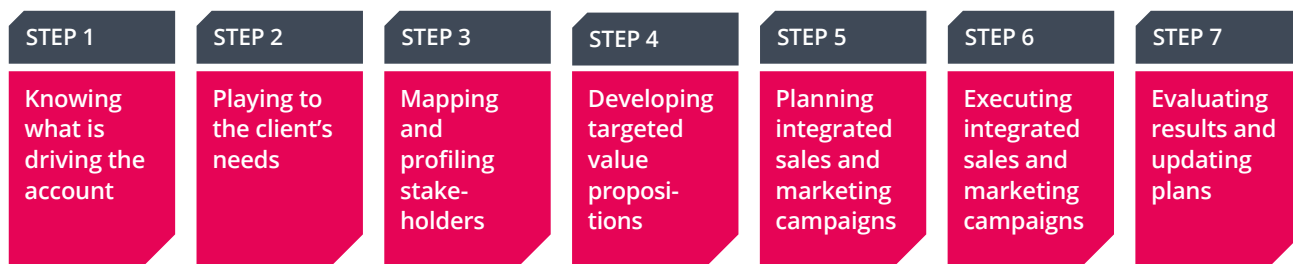 STEP 1
Knowing
what is
driving the
account
STEP 2
Playing to
the client’s
needs
STEP 3
Mapping
and
profiling
stake-
holders
STEP 4
Developing
targeted
value
proposi-
tions
STEP 5
Planning
integrated
sales and
marketing
campaigns
STEP 6
Executing
integrated
sales and
marketing
campaigns
STEP 7
Evaluating
results and
updating
plans